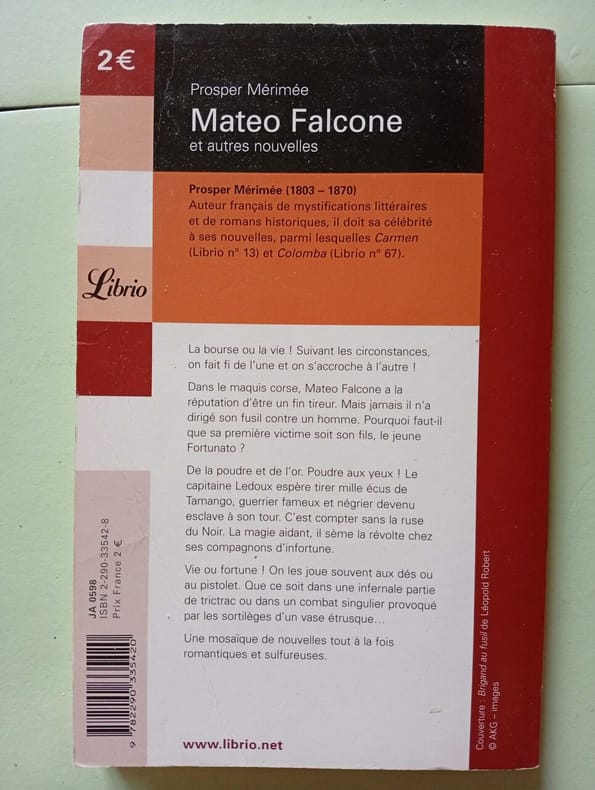 2 €
Prosper Mérimée
Mateo Falcone
et autres nouvelles
Prosper Mérimée (1803 – 1870)
Auteur français de mystifications littéraires
et de romans historiques, il doit sa célébrité
à ses nouvelles, parmi lesquelles Carmen
(Librio n° 13) et Colomba (Librio n° 67).
Librio
La bourse ou la vie ! Suivant les circonstances,
on fait fi de l'une et on s'accroche à l'autre !
Dans le maquis corse, Mateo Falcone a la
réputation d'être un fin tireur. Mais jamais il n'a
dirigé son fusil contre un homme. Pourquoi faut-il
que sa première victime soit son fils, le jeune
Fortunato ?
De la poudre et de l'or. Poudre aux yeux ! Le
capitaine Ledoux espère tirer mille écus de
Tamango, guerrier fameux et négrier devenu
esclave à son tour. C'est compter sans la ruse
du Noir. La magie aidant, il sème la révolte chez
ses compagnons d'infortune.
Vie ou fortune ! On les joue souvent aux dés ou
au pistolet. Que ce soit dans une infernale partie
de trictrac ou dans un combat singulier provoqué
par les sortilèges d'un vase étrusque...
Une mosaïque de nouvelles tout à la fois
romantiques et sulfureuses.
www.librio.net
JA 0598
ISBN 2-290-33542-8
Prix France 2 €
9 782290 335420
Couverture : Brigand au fusil de Léopold Robert
© AKG – images